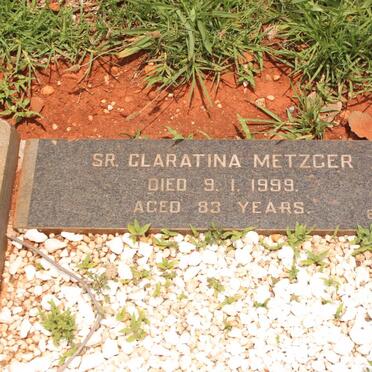 SR. CLARATINA METZGER
DIED 9. 1. 1999.
AGED 83 YEARS.